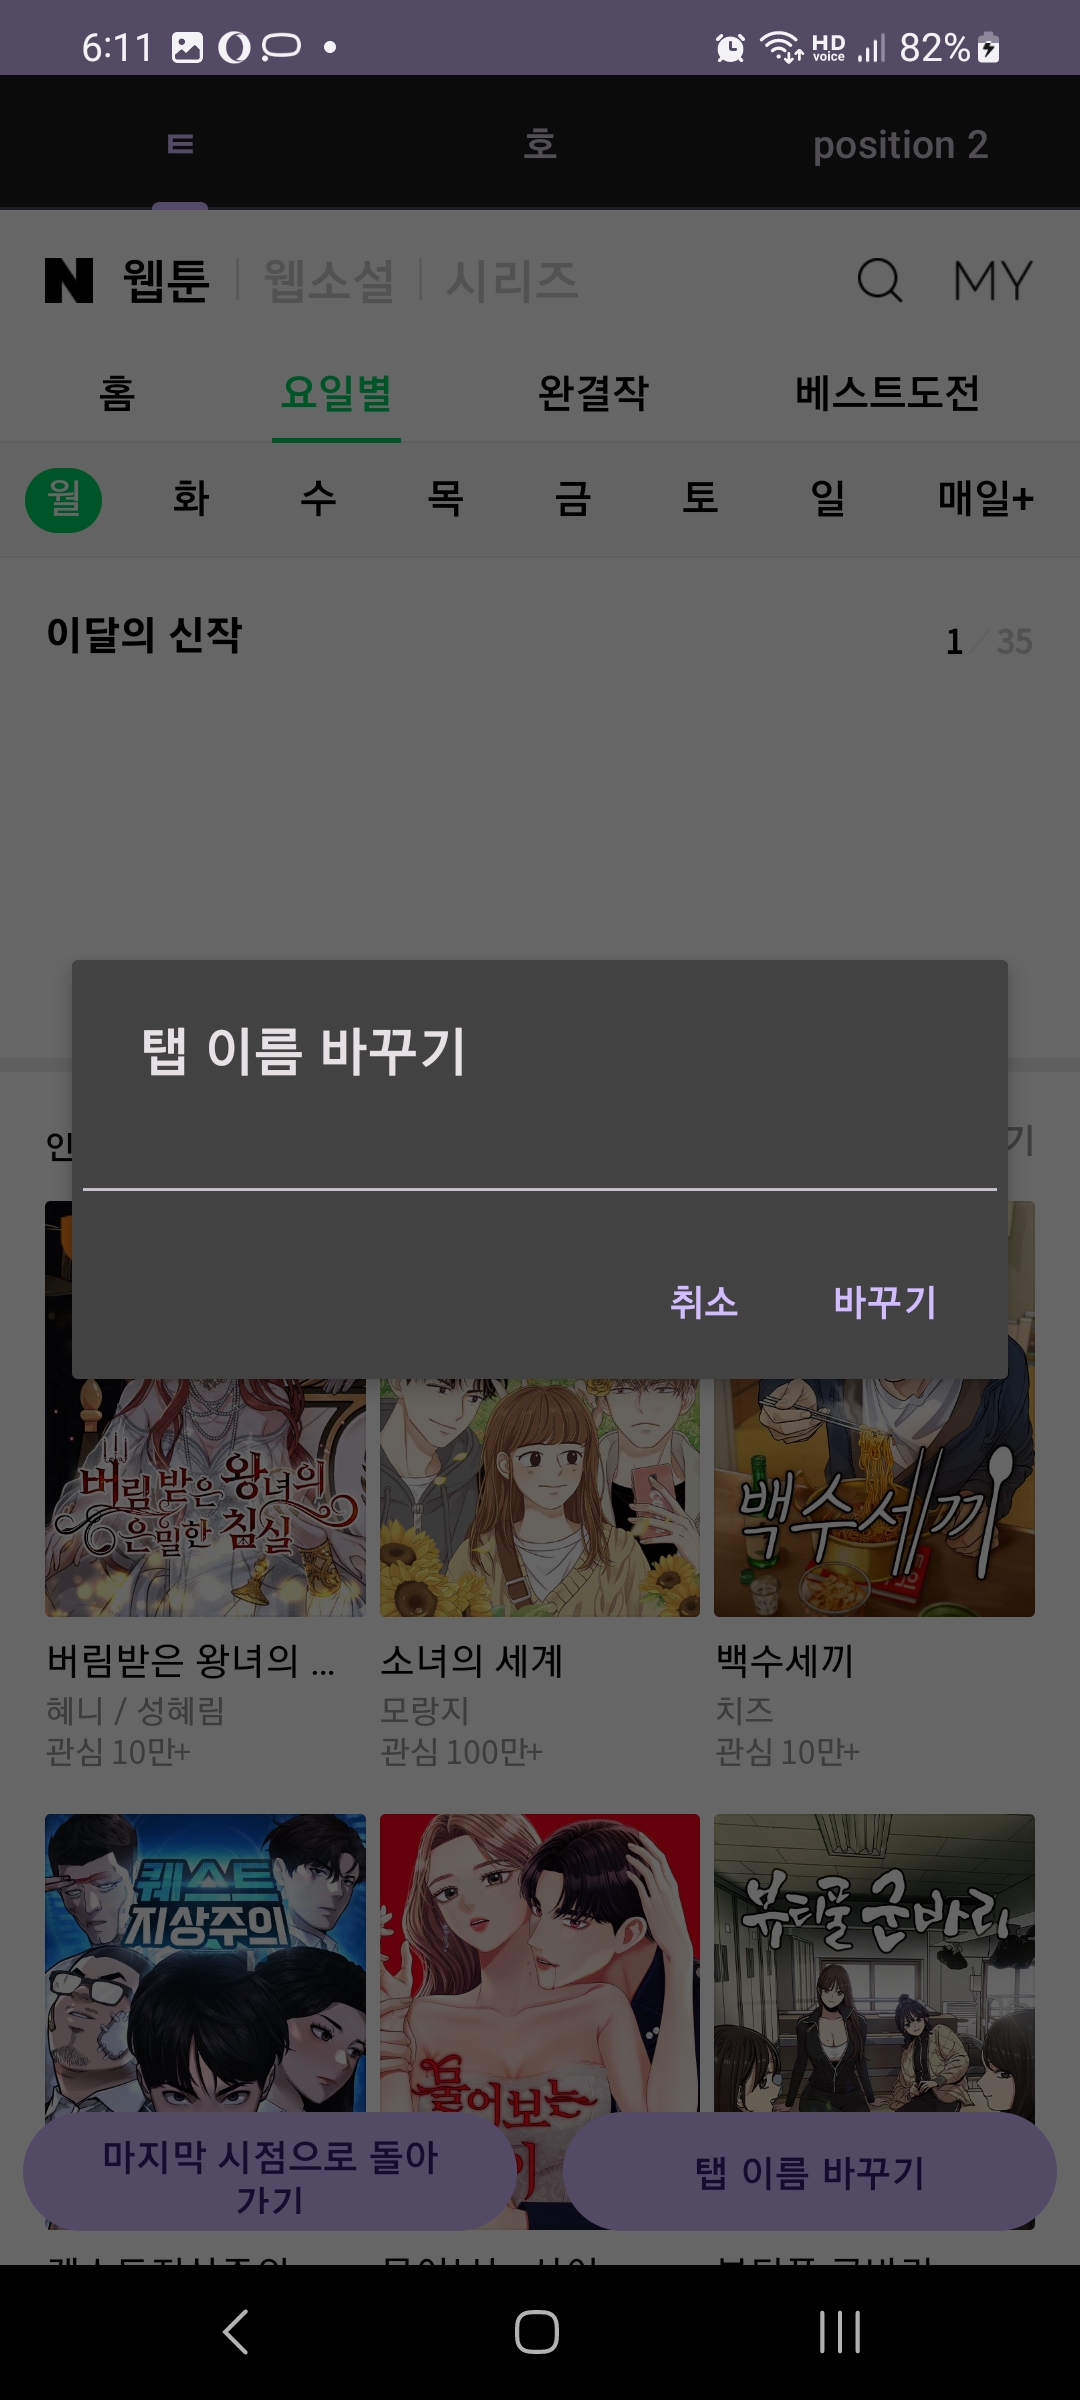 6:11 HD voice 82%
ㅌ 호 position 2
N 웹툰 웹소설 시리즈 MY
홈 요일별 완결작 베스트도전
월 화 수 목 금 토 일 매일+
이달의 신작 1 / 35
탭 이름 바꾸기
인 기
취소 바꾸기
버림받은 왕녀의
은밀한 침실
백수세끼
버림받은 왕녀의 ... 소녀의 세계 백수세끼
혜니 / 성혜림 모랑지 치즈
관심 10만+ 관심 100만+ 관심 10만+
퀘스트
지상주의
뷰티풀 군바리
물어보는
마지막 시점으로 돌아
가기
탭 이름 바꾸기